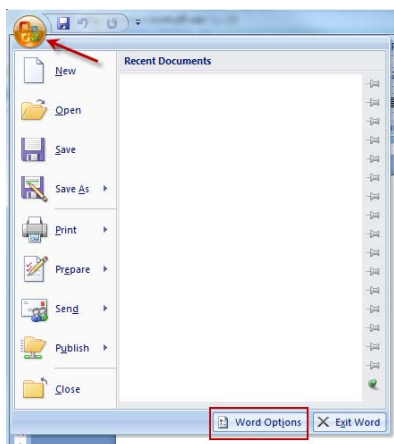 Recent Documents
New
Open
Save
Save As
Print
Prepare
Send
Publish
Close
Word Options
Exit Word